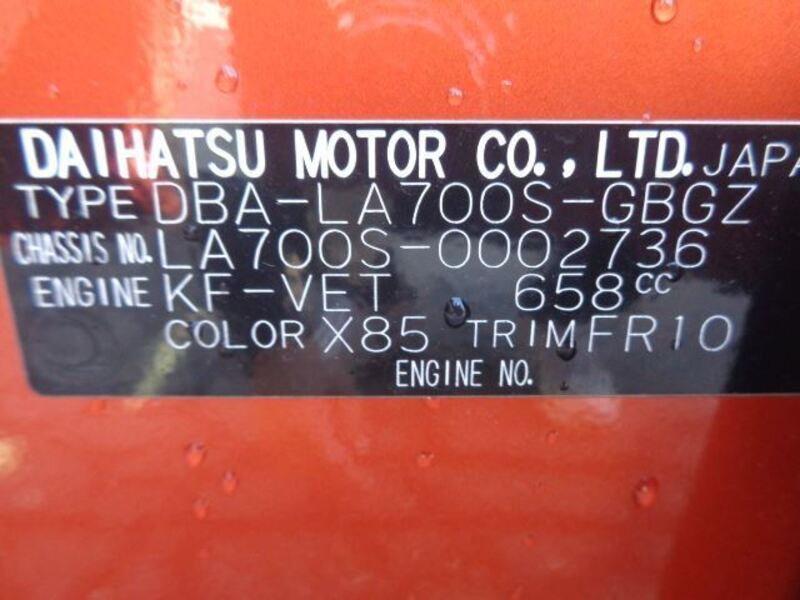 DAIHATSU MOTOR CO., LTD. JAPA
TYPE DBA-LA700S-GBGZ
CHASSIS NO. LA700S-0002736
ENGINE KF-VET 658cc
COLOR X85 TRIM FR10
ENGINE NO.